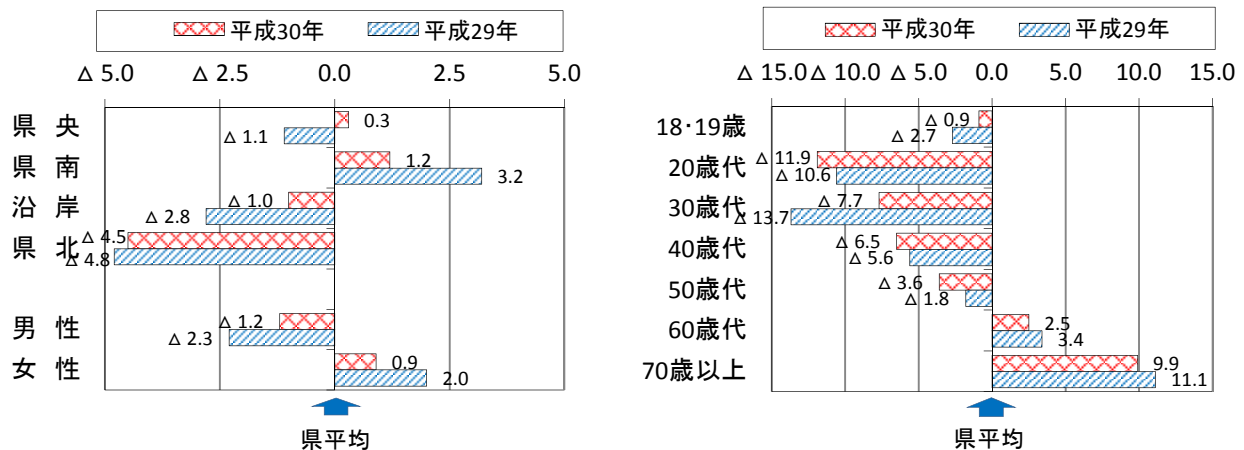 平成30年 平成29年
△ 5.0 △ 2.5 0.0 2.5 5.0
県 央 0.3
△ 1.1
県 南 1.2
3.2
沿 岸 △ 1.0
△ 2.8
県 北 △ 4.5
△ 4.8
男 性 △ 1.2
△ 2.3
女 性 0.9
2.0
県平均
平成30年 平成29年
△ 15.0 △ 10.0 △ 5.0 0.0 5.0 10.0 15.0
18･19歳 △ 0.9
△ 2.7
20歳代 △ 11.9
△ 10.6
30歳代 △ 7.7
△ 13.7
40歳代 △ 6.5
△ 5.6
50歳代 △ 3.6
△ 1.8
60歳代 2.5
3.4
70歳以上 9.9
11.1
県平均